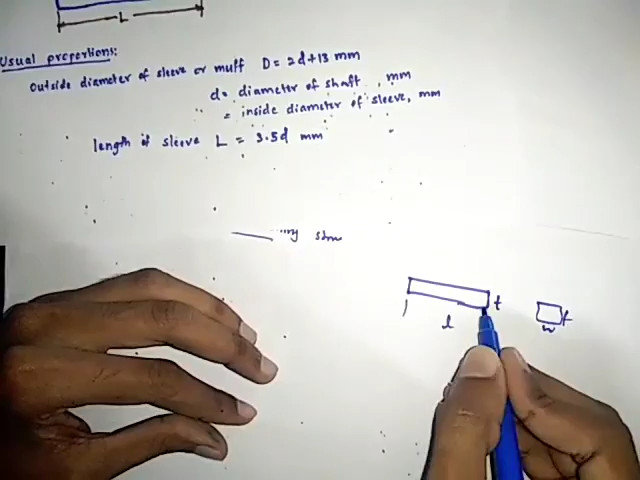 L
Usual proportions:
Outside diameter of sleeve or muff D = 2d+13 mm
d = diameter of shaft , mm
= inside diameter of sleeve, mm
length of sleeve L = 3.5d mm
t
l
t
w